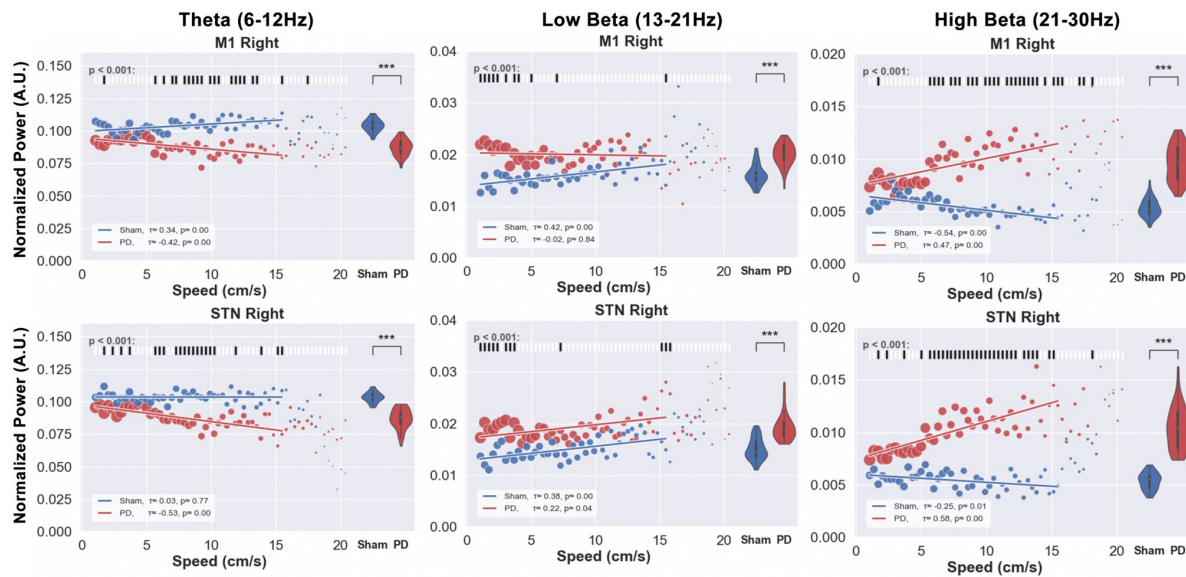 Theta (6-12Hz)
Low Beta (13-21Hz)
High Beta (21-30Hz)
Normalized Power (A.U.)
M1 Right
0.150
0.125
0.100
0.075
0.050
0.025
0.000
p < 0.001:
***
Sham, τ= 0.34, p= 0.00
PD, τ= -0.42, p= 0.00
0
5
10
15
20
Sham PD
Speed (cm/s)
M1 Right
0.04
0.03
0.02
0.01
0.00
p < 0.001:
***
Sham, τ= 0.42, p= 0.00
PD, τ= -0.02, p= 0.84
0
5
10
15
20
Sham PD
Speed (cm/s)
M1 Right
0.020
0.015
0.010
0.005
0.000
p < 0.001:
***
Sham, τ= -0.54, p= 0.00
PD, τ= 0.47, p= 0.00
0
5
10
15
20
Sham PD
Speed (cm/s)
Normalized Power (A.U.)
STN Right
0.150
0.125
0.100
0.075
0.050
0.025
0.000
p < 0.001:
***
Sham, τ= 0.03, p= 0.77
PD, τ= -0.53, p= 0.00
0
5
10
15
20
Sham PD
Speed (cm/s)
STN Right
0.04
0.03
0.02
0.01
0.00
p < 0.001:
***
Sham, τ= 0.38, p= 0.00
PD, τ= 0.22, p= 0.04
0
5
10
15
20
Sham PD
Speed (cm/s)
STN Right
0.020
0.015
0.010
0.005
0.000
p < 0.001:
***
Sham, τ= -0.25, p= 0.01
PD, τ= 0.58, p= 0.00
0
5
10
15
20
Sham PD
Speed (cm/s)